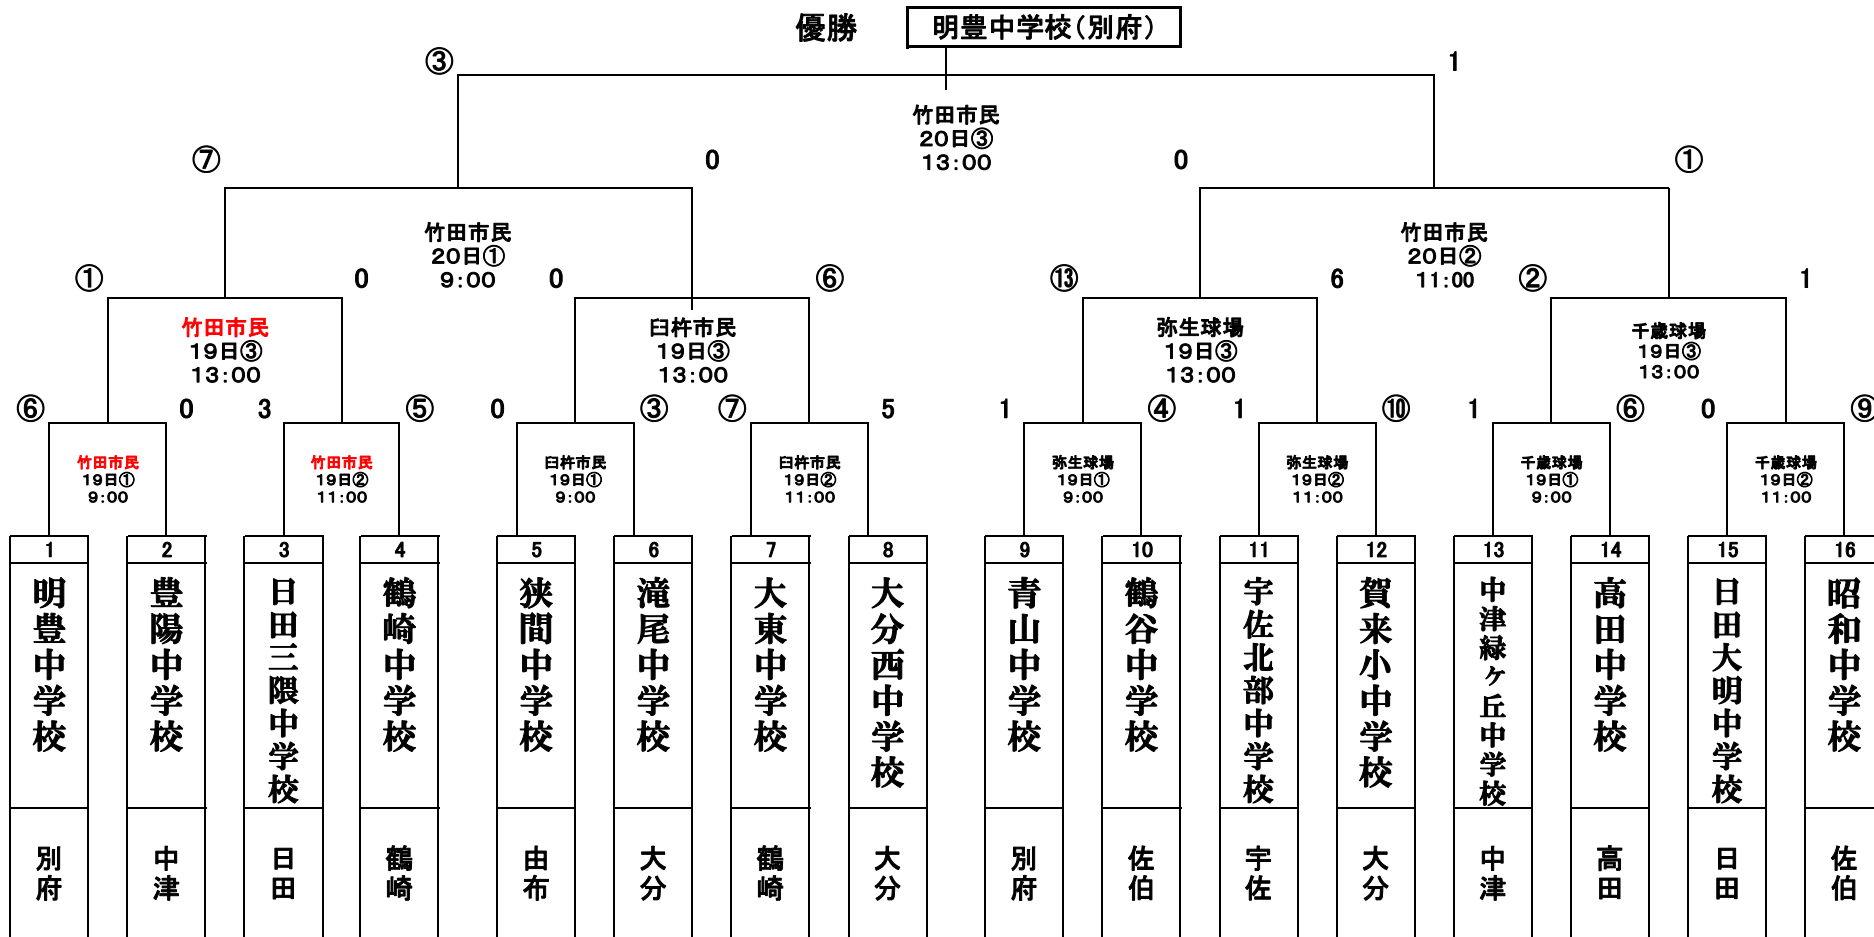 優勝 明豊中学校(別府)
③ 1
竹田市民
20日③
13:00
⑦ 0 0 ①
竹田市民 竹田市民
20日① 20日②
9:00 11:00
① 0 0 ⑥ ⑬ 6 ② 1
竹田市民 臼杵市民 弥生球場 千歳球場
19日③ 19日③ 19日③ 19日③
13:00 13:00 13:00 13:00
⑥ 0 3 ⑤ 0 ③ ⑦ 5 1 ④ 1 ⑩ 1 ⑥ 0 ⑨
竹田市民 竹田市民 臼杵市民 臼杵市民 弥生球場 弥生球場 千歳球場 千歳球場
19日① 19日② 19日① 19日② 19日① 19日② 19日① 19日②
9:00 11:00 9:00 11:00 9:00 11:00 9:00 11:00
1 2 3 4 5 6 7 8 9 10 11 12 13 14 15 16
明豊中学校
豊陽中学校
日田三隈中学校
鶴崎中学校
狭間中学校
滝尾中学校
大東中学校
大分西中学校
青山中学校
鶴谷中学校
宇佐北部中学校
賀来小中学校
中津緑ヶ丘中学校
高田中学校
日田大明中学校
昭和中学校
別府
中津
日田
鶴崎
由布
大分
鶴崎
大分
別府
佐伯
宇佐
大分
中津
高田
日田
佐伯